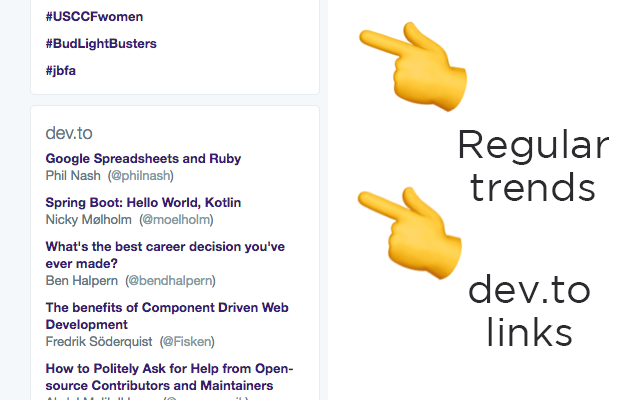 #USCCFwomen
#BudLightBusters
#jbfa
dev.to
Google Spreadsheets and Ruby
Phil Nash (@philnash)
Spring Boot: Hello World, Kotlin
Nicky Mølholm (@moelholm)
What's the best career decision you've
ever made?
Ben Halpern (@bendhalpern)
The benefits of Component Driven Web
Development
Fredrik Söderquist (@Fisken)
How to Politely Ask for Help from Open-
source Contributors and Maintainers
Regular
trends
dev.to
links